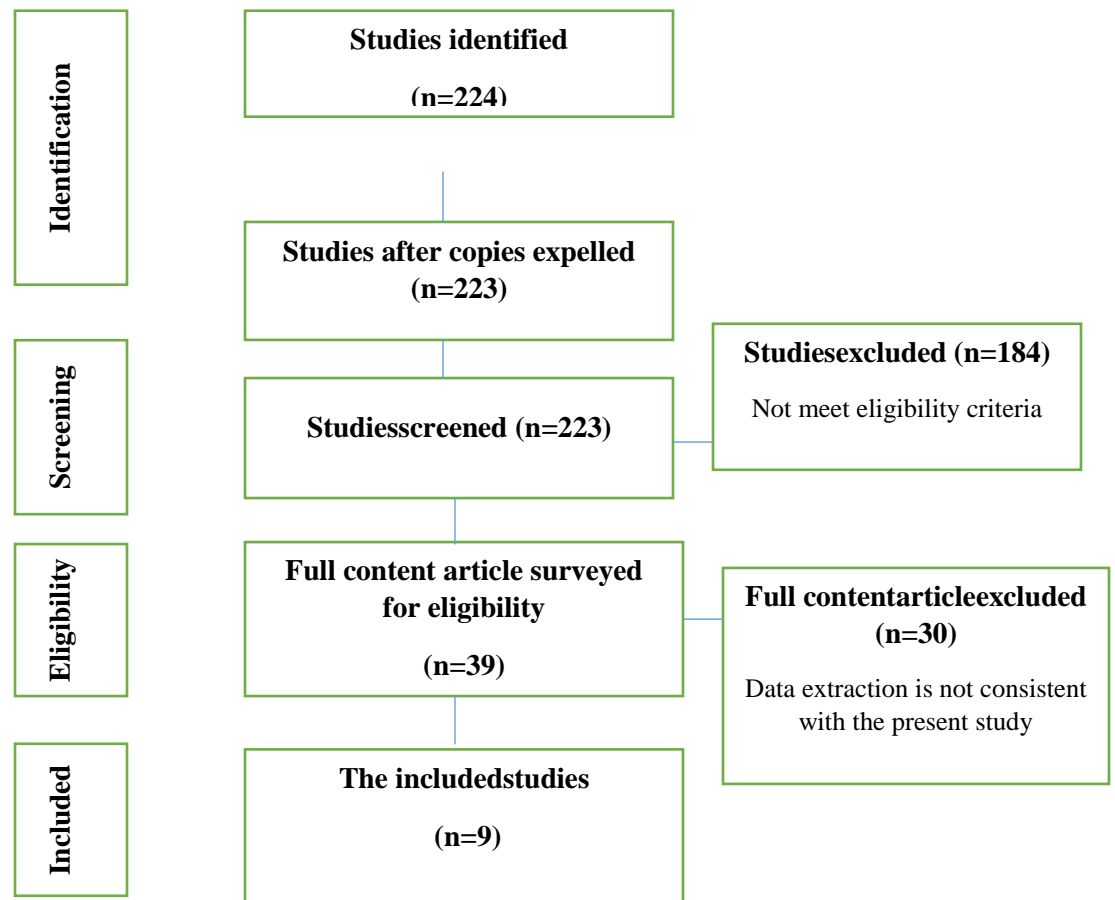 Identification
Studies identified
(n=224)
Studies after copies expelled
(n=223)
Screening
Studiesscreened (n=223)
Studiesexcluded (n=184)
Not meet eligibility criteria
Eligibility
Full content article surveyed
for eligibility
(n=39)
Full contentarticleexcluded
(n=30)
Data extraction is not consistent
with the present study
Included
The includedstudies
(n=9)